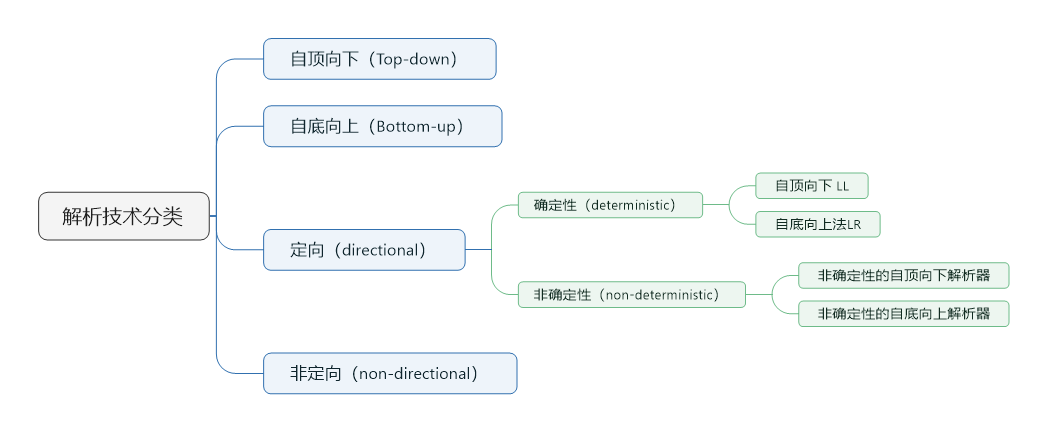 解析技术分类
自顶向下（Top-down）
自底向上（Bottom-up）
定向（directional）
确定性（deterministic）
自顶向下 LL
自底向上法LR
非确定性（non-deterministic）
非确定性的自顶向下解析器
非确定性的自底向上解析器
非定向（non-directional）